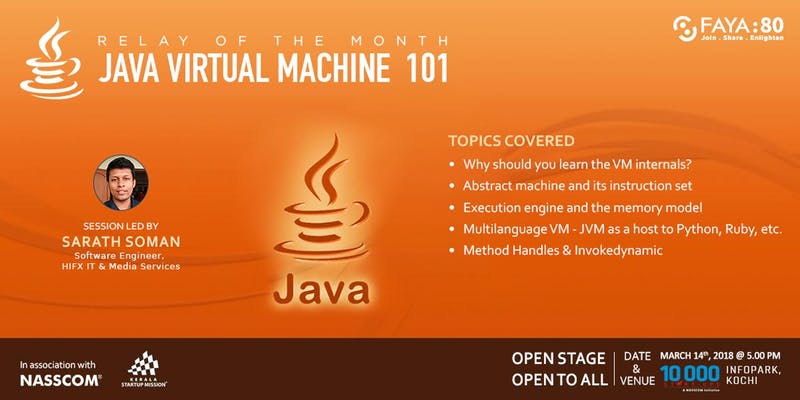 RELAY OF THE MONTH
JAVA VIRTUAL MACHINE 101
FAYA:80
Join . Share . Enlighten
SESSION LED BY
SARATH SOMAN
Software Engineer,
HIFX IT & Media Services
Java
TOPICS COVERED
• Why should you learn the VM internals?
• Abstract machine and its instruction set
• Execution engine and the memory model
• Multilanguage VM - JVM as a host to Python, Ruby, etc.
• Method Handles & Invokedynamic
In association with
NASSCOM®
KERALA
STARTUP MISSION
OPEN STAGE
OPEN TO ALL
DATE
&
VENUE
MARCH 14th, 2018 @ 5.00 PM
10 000
A NASSCOM Initiative
INFOPARK,
KOCHI